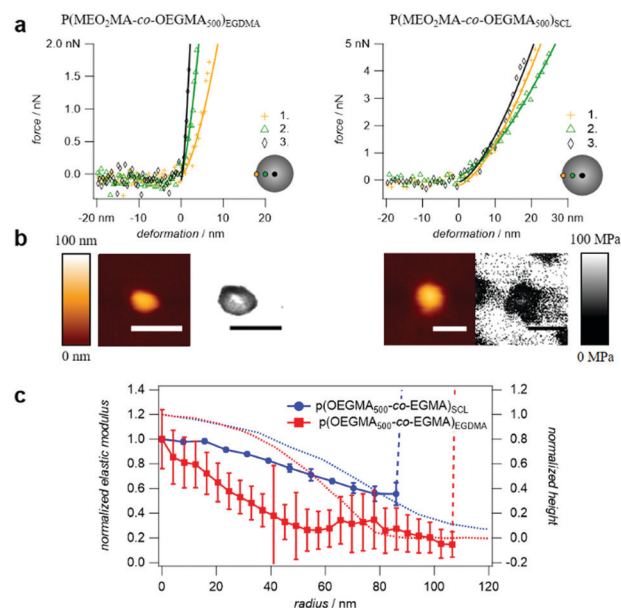 a
P(MEO₂MA-co-OEGMA₅₀₀)EGDMA
P(MEO₂MA-co-OEGMA₅₀₀)SCL
2.0 nN
1.5
1.0
0.5
0.0
force / nN
1.
2.
3.
-20 nm -10 0 10 20
deformation / nm
5 nN
4
3
2
1
0
force / nN
1.
2.
3.
-20 -10 0 10 20 30 nm
deformation / nm
b
100 nm
0 nm
100 MPa
0 MPa
c
1.4
1.2
1.0
0.8
0.6
0.4
0.2
0.0
normalized elastic modulus
p(OEGMA₅₀₀-co-EGMA)SCL
p(OEGMA₅₀₀-co-EGMA)EGDMA
1.2
1.0
0.8
0.6
0.4
0.2
0.0
-0.2
normalized height
0 20 40 60 80 100 120
radius / nm